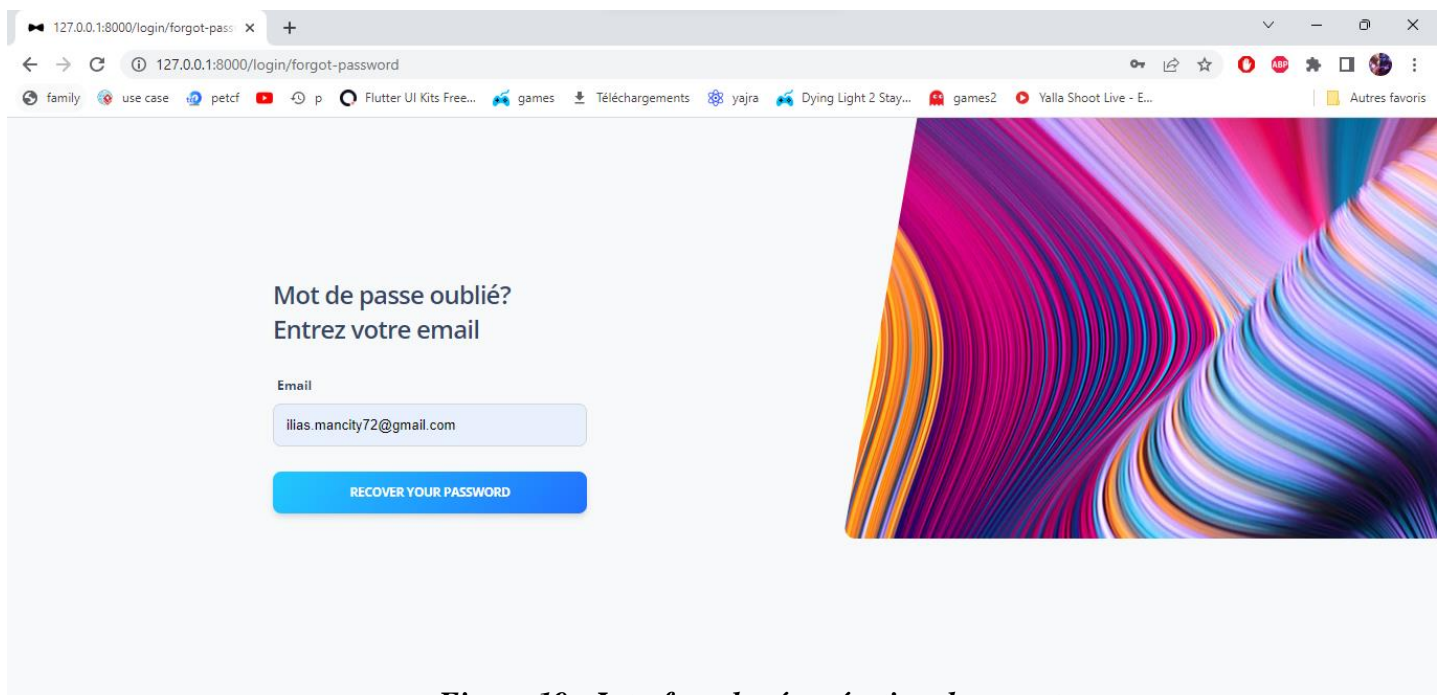 127.0.0.1:8000/login/forgot-pass
127.0.0.1:8000/login/forgot-password
family use case petcf p Flutter UI Kits Free... games Téléchargements yajra Dying Light 2 Stay... games2 Yalla Shoot Live - E... Autres favoris
ABP
Mot de passe oublié?
Entrez votre email
Email
ilias.mancity72@gmail.com
RECOVER YOUR PASSWORD